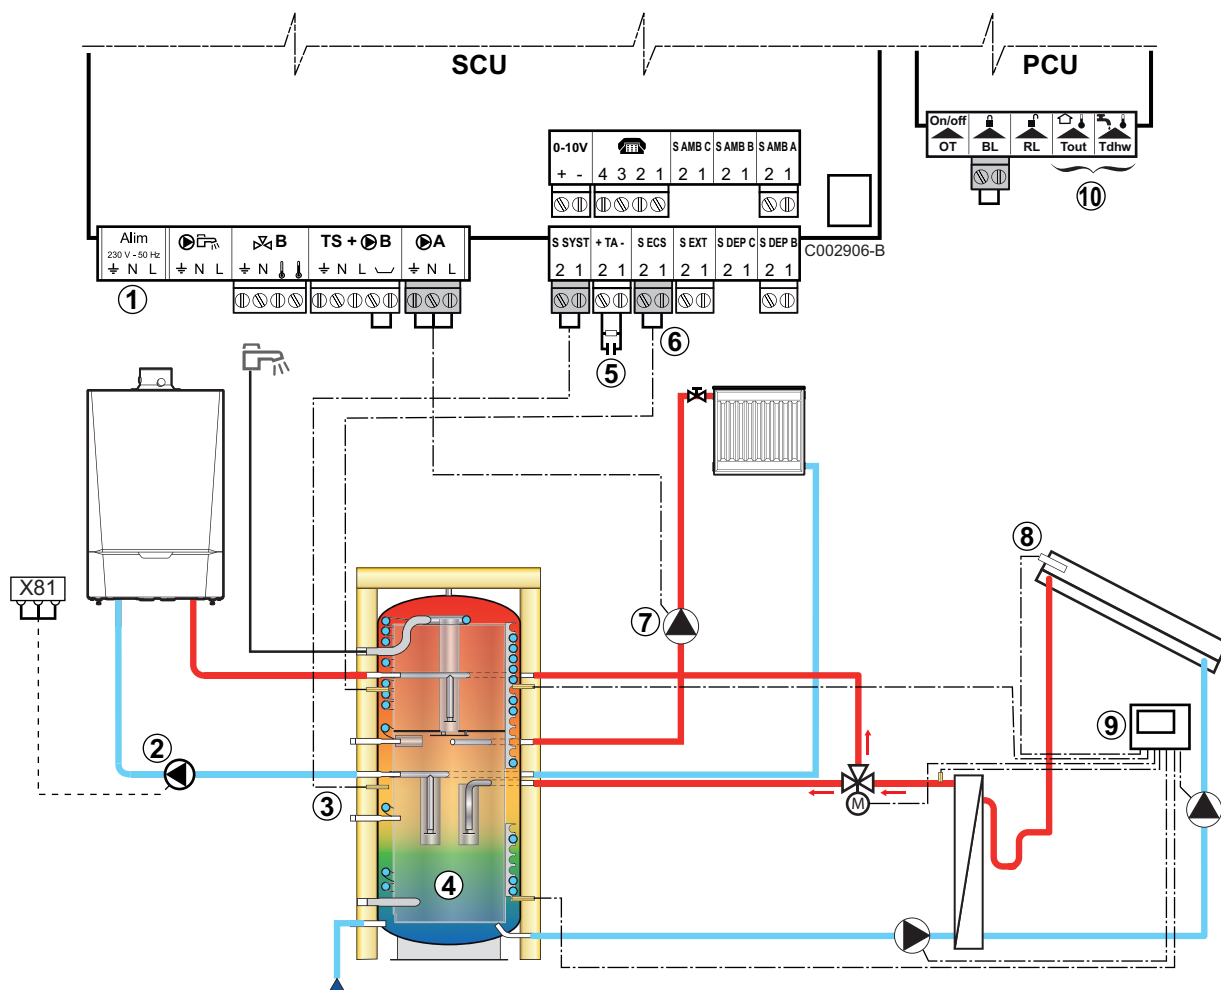 SCU
PCU
On/off
OT BL RL Tout Tdhw
10
0-10V S AMB C S AMB B S AMB A
+ - 4 3 2 1 2 1 2 1 2 1
C002906-B
Alim
230 V - 50 Hz
B TS + B A
N L N L N N L N L
S SYST + TA - S ECS S EXT S DEP C S DEP B
2 1 2 1 2 1 2 1 2 1 2 1
1
5
6
8
X81
7
9
2
3
M
4